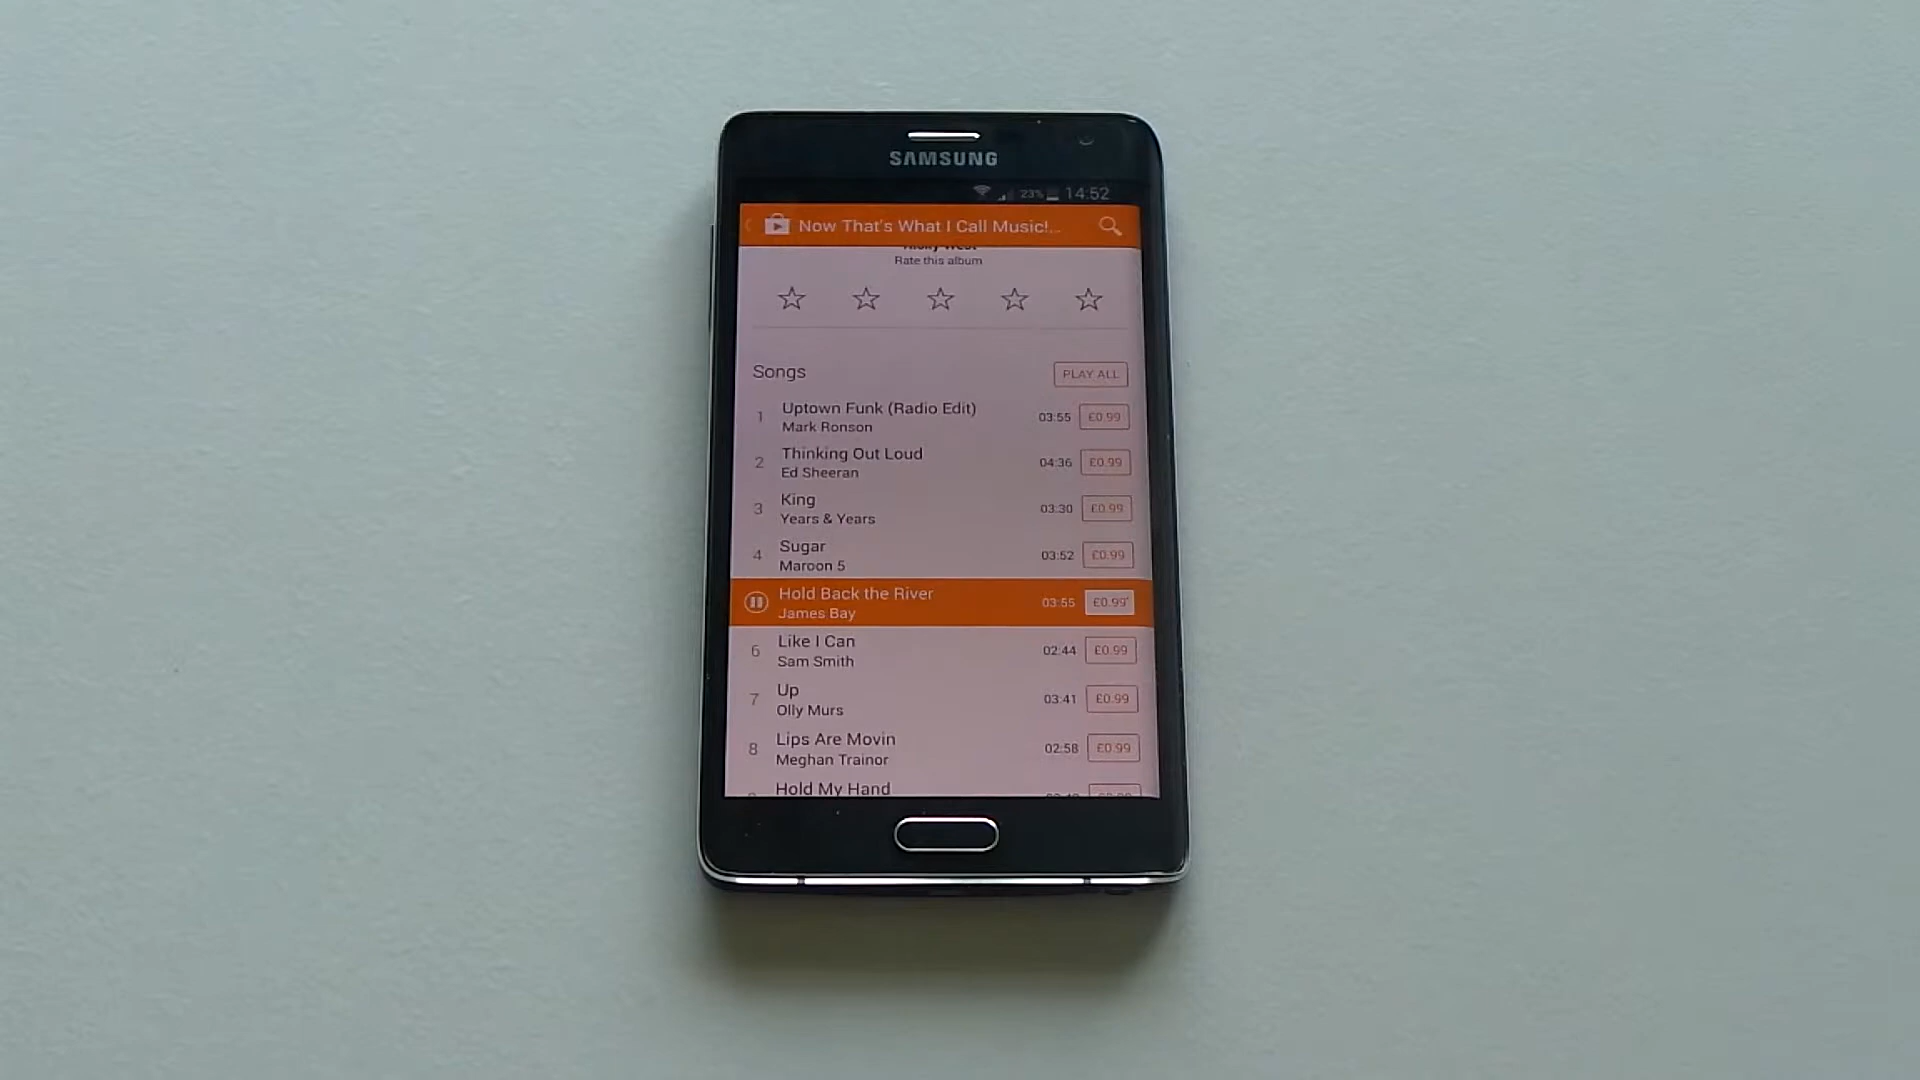 SAMSUNG
23% 14:52
Now That's What I Call Music!...
Rate this album
Songs PLAY ALL
1 Uptown Funk (Radio Edit) 03:55 £0.99
Mark Ronson
2 Thinking Out Loud 04:36 £0.99
Ed Sheeran
3 King 03:30 £0.99
Years & Years
4 Sugar 03:52 £0.99
Maroon 5
Hold Back the River 03:55 £0.99
James Bay
6 Like I Can 02:44 £0.99
Sam Smith
7 Up 03:41 £0.99
Olly Murs
8 Lips Are Movin 02:58 £0.99
Meghan Trainor
Hold My Hand